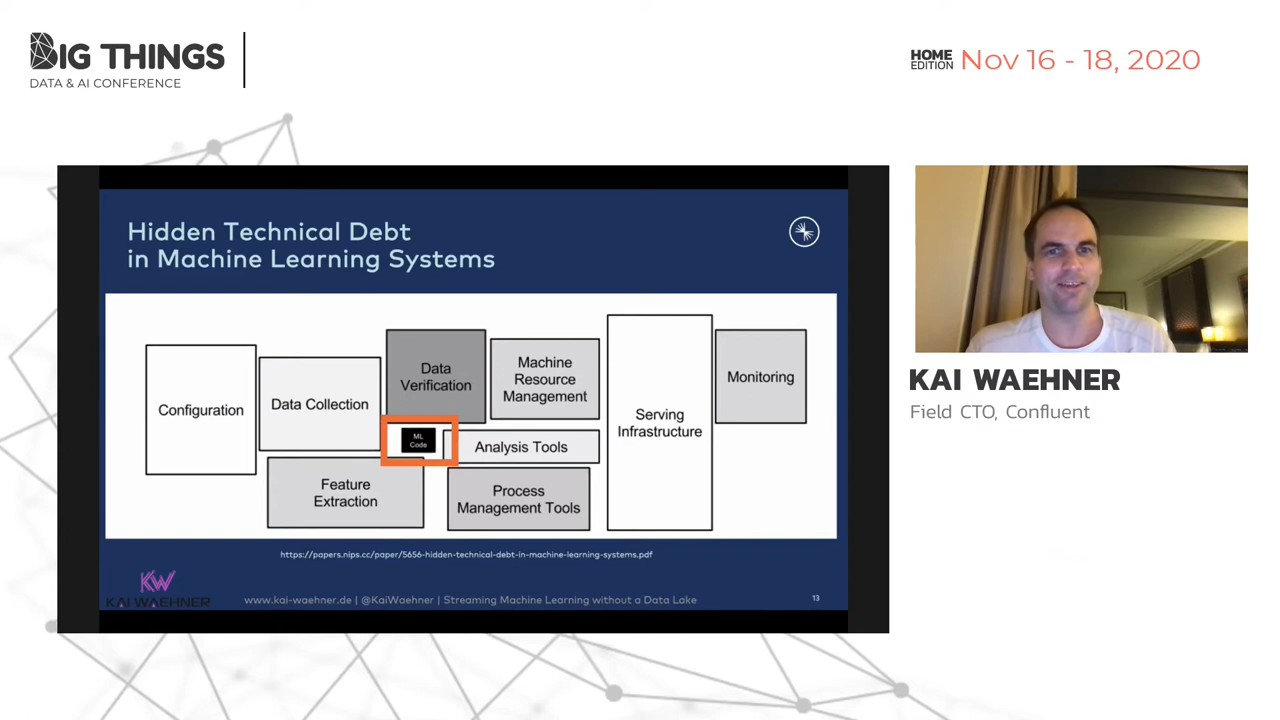 BIG THINGS
DATA & AI CONFERENCE
HOME
EDITION
Nov 16 - 18, 2020
Hidden Technical Debt
in Machine Learning Systems
Configuration
Data Collection
Data
Verification
Machine
Resource
Management
Serving
Infrastructure
Monitoring
ML
Code
Analysis Tools
Feature
Extraction
Process
Management Tools
https://papers.nips.cc/paper/5656-hidden-technical-debt-in-machine-learning-systems.pdf
KW
KAI WAEHNER
www.kai-waehner.de | @KaiWaehner | Streaming Machine Learning without a Data Lake
13
KAI WAEHNER
Field CTO, Confluent